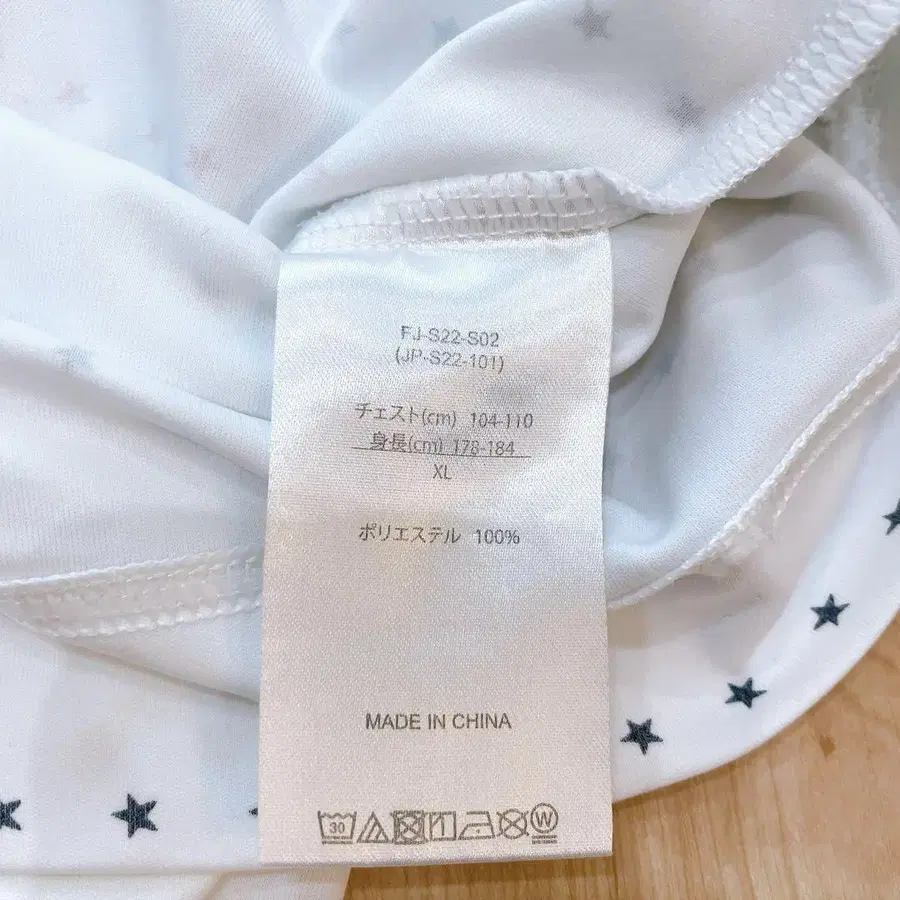 FJ-S22-S02
(JP-S22-101)
チェスト(cm) 104-110
身長(cm) 178-184
XL
ポリエステル 100%
MADE IN CHINA
30
W